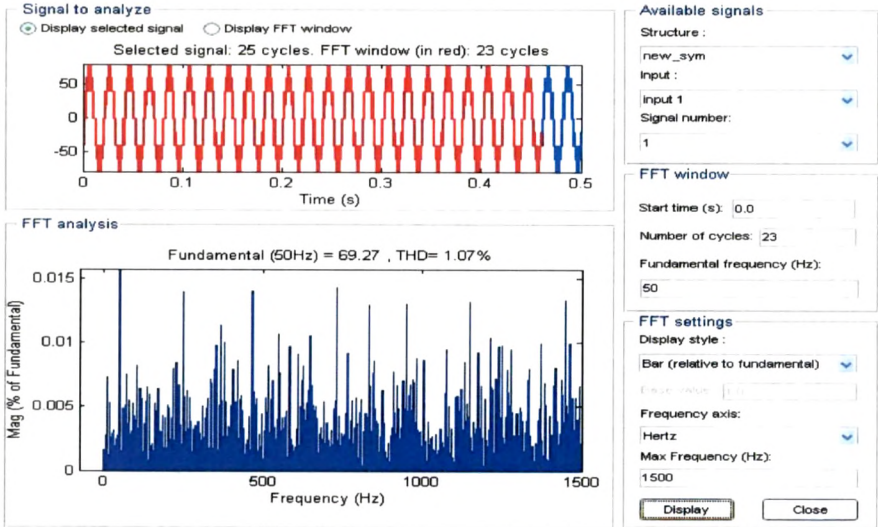 Signal to analyze
Display selected signal Display FFT window
Selected signal: 25 cycles. FFT window (in red): 23 cycles
50
0
-50
0 0.1 0.2 0.3 0.4 0.5
Time (s)
FFT analysis
Fundamental (50Hz) = 69.27 , THD= 1.07%
0.015
0.01
0.005
0
Mag (% of Fundamental)
0 500 1000 1500
Frequency (Hz)
Available signals
Structure :
new_sym
Input :
input 1
Signal number:
1
FFT window
Start time (s): 0.0
Number of cycles: 23
Fundamental frequency (Hz):
50
FFT settings
Display style :
Bar (relative to fundamental)
Base value: 1.0
Frequency axis:
Hertz
Max Frequency (Hz):
1500
Display Close